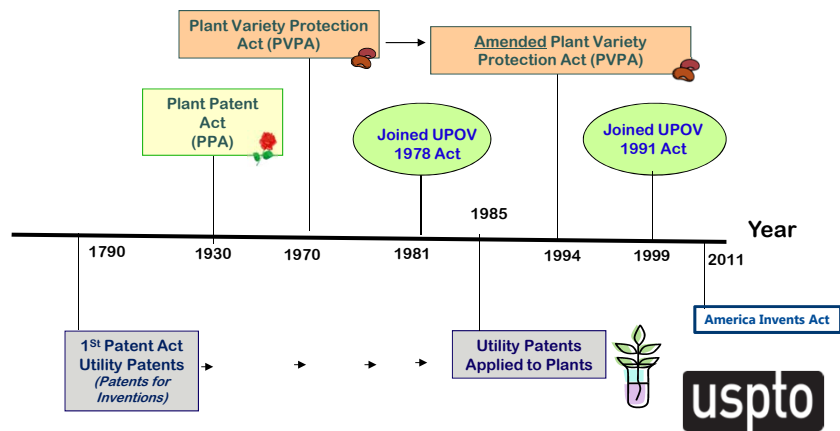 Plant Variety Protection
Act (PVPA)
Amended Plant Variety
Protection Act (PVPA)
Plant Patent
Act
(PPA)
Joined UPOV
1978 Act
Joined UPOV
1991 Act
1985
Year
1790
1930
1970
1981
1994
1999
2011
America Invents Act
1St Patent Act
Utility Patents
(Patents for
Inventions)
Utility Patents
Applied to Plants
uspto